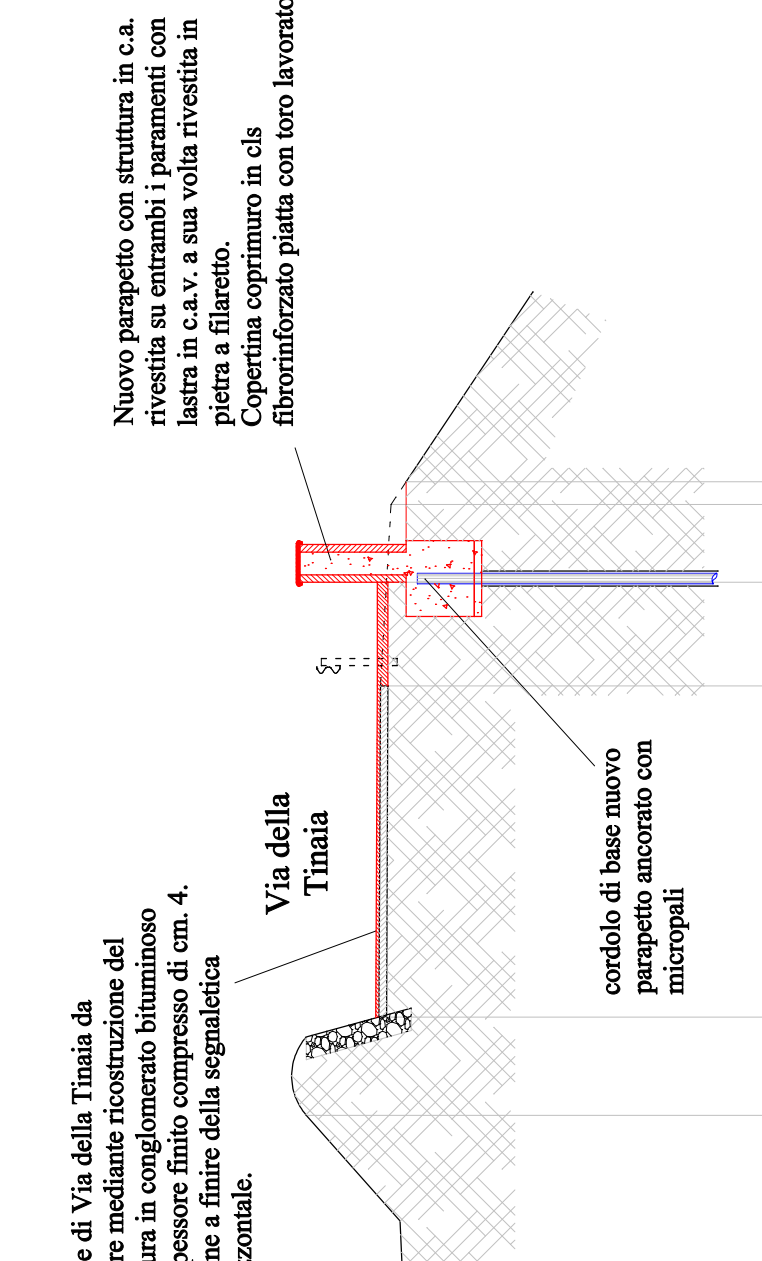 Nuovo parapetto con struttura in c.a.
rivestita su entrambi i paramenti con
lastra in c.a.v. a sua volta rivestita in
pietra a filaretto.
Copertina coprimuro in cls
fibrorinforzato piatta con toro lavorato
Via della
Tinaia
cordolo di base nuovo
parapetto ancorato con
micropali
e di Via della Tinaia da
re mediante ricostruzione del
ura in conglomerato bituminoso
pessore finito compresso di cm. 4.
ne a finire della segnaletica
zontale.